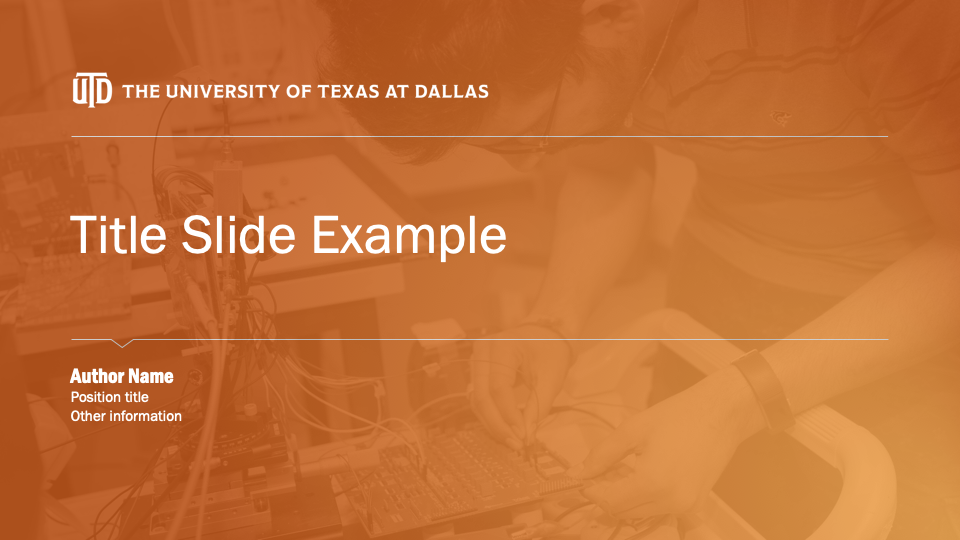 UTD THE UNIVERSITY OF TEXAS AT DALLAS
Title Slide Example
Author Name
Position title
Other information